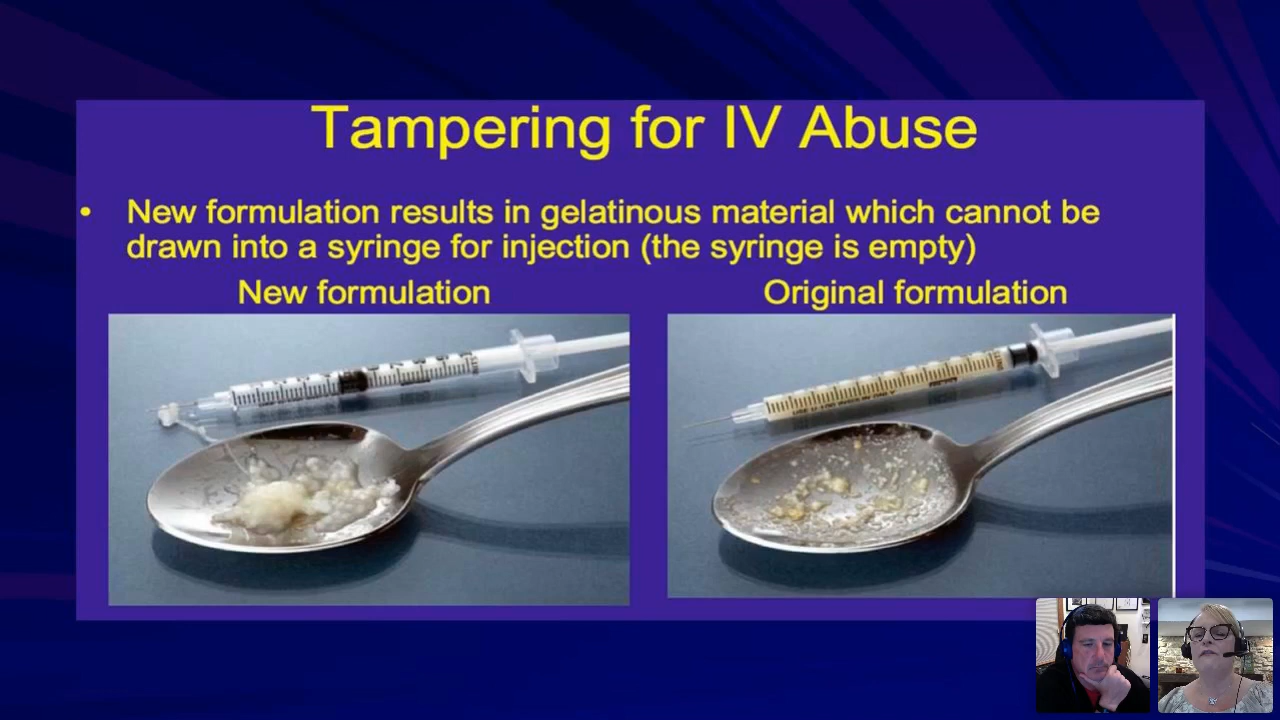 Tampering for IV Abuse
• New formulation results in gelatinous material which cannot be
drawn into a syringe for injection (the syringe is empty)
New formulation
Original formulation